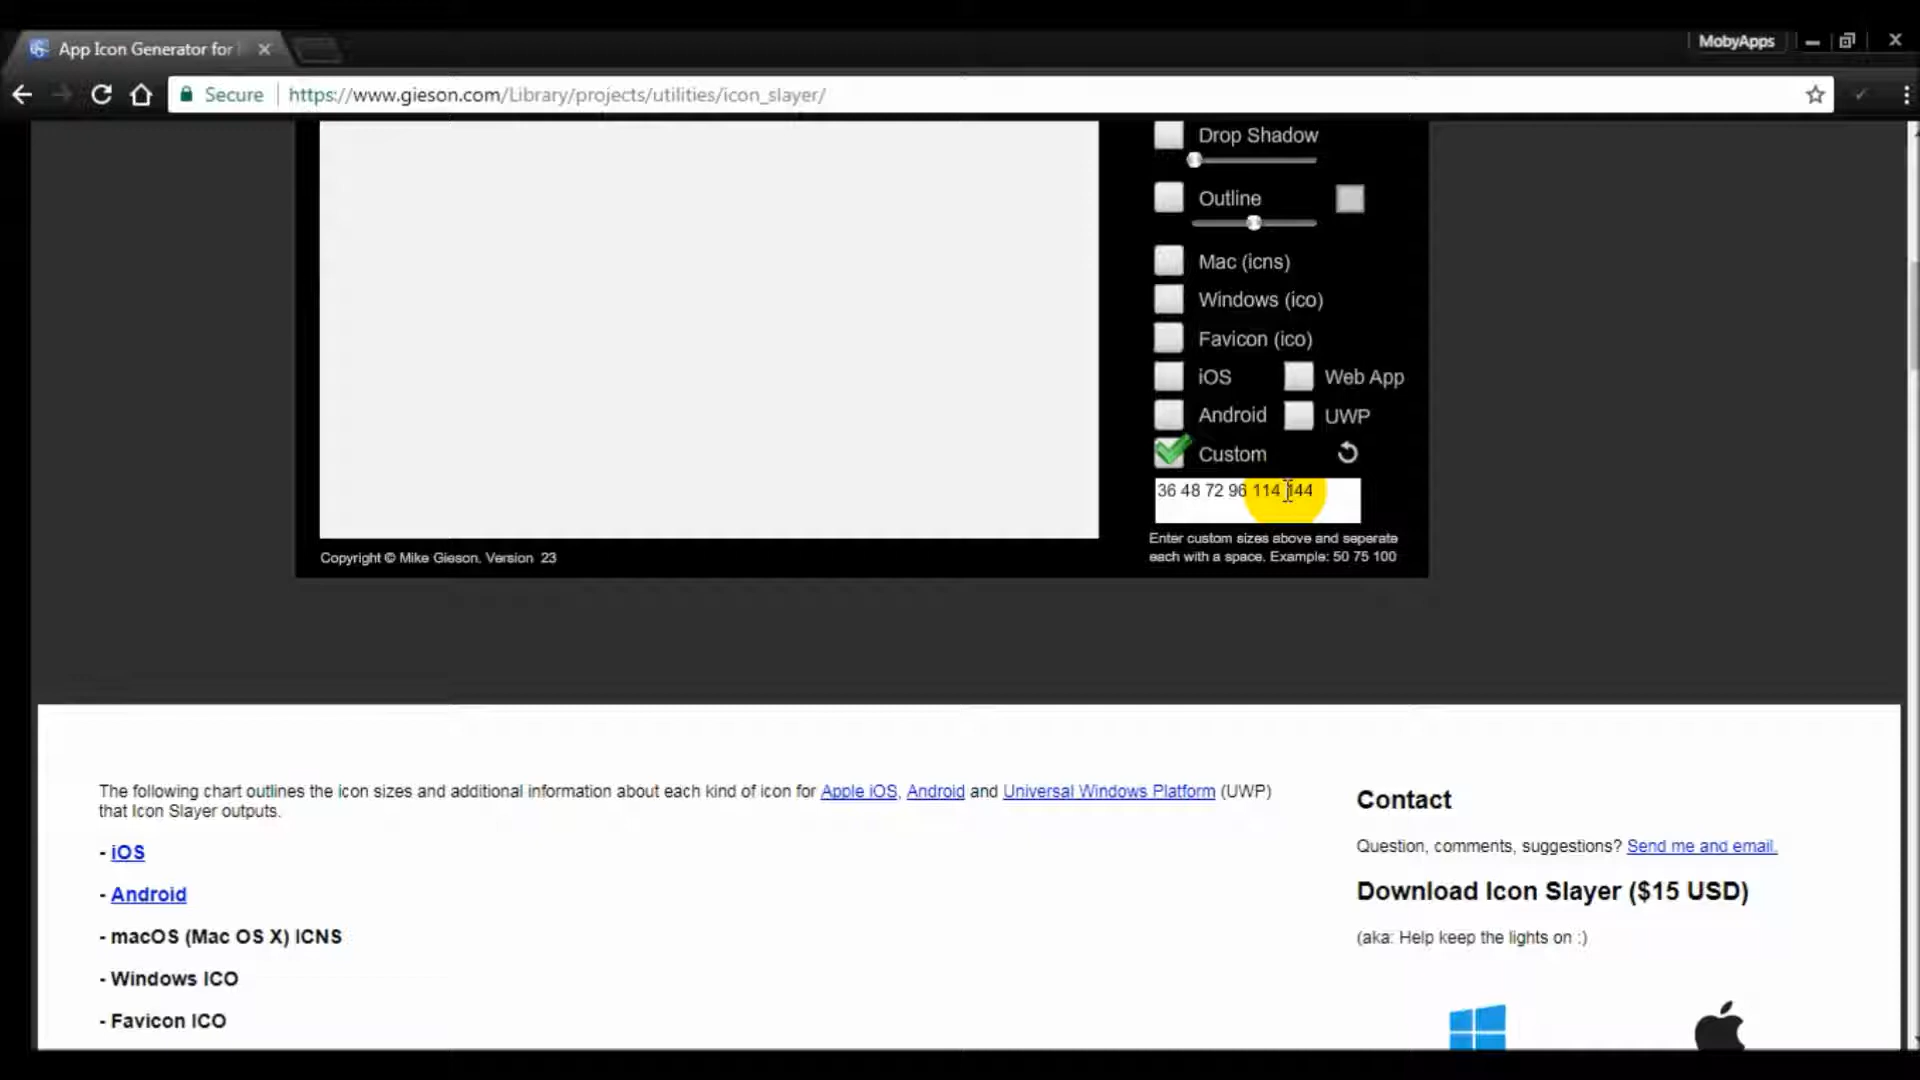 App Icon Generator for
MobyApps
Secure
https://www.gieson.com/Library/projects/utilities/icon_slayer/
Drop Shadow
Outline
Mac (icns)
Windows (ico)
Favicon (ico)
iOS
Web App
Android
UWP
Custom
36 48 72 96 114 144
Enter custom sizes above and seperate
each with a space. Example: 50 75 100
Copyright © Mike Gieson. Version 23
The following chart outlines the icon sizes and additional information about each kind of icon for Apple iOS, Android and Universal Windows Platform (UWP)
that Icon Slayer outputs.
- iOS
- Android
- macOS (Mac OS X) ICNS
- Windows ICO
- Favicon ICO
Contact
Question, comments, suggestions? Send me and email.
Download Icon Slayer ($15 USD)
(aka: Help keep the lights on :)